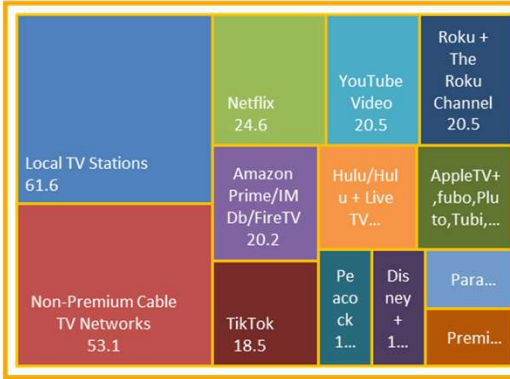 Local TV Stations
61.6
Non-Premium Cable
TV Networks
53.1
Netflix
24.6
YouTube
Video
20.5
Roku +
The
Roku
Channel
20.5
Amazon
Prime/IM
Db/FireTV
20.2
Hulu/Hul
u + Live
TV
...
AppleTV+
,fubo,Plu
to,Tubi,...
TikTok
18.5
Pe
aco
ck
1...
Dis
ney
+
1...
Para...
Premi...